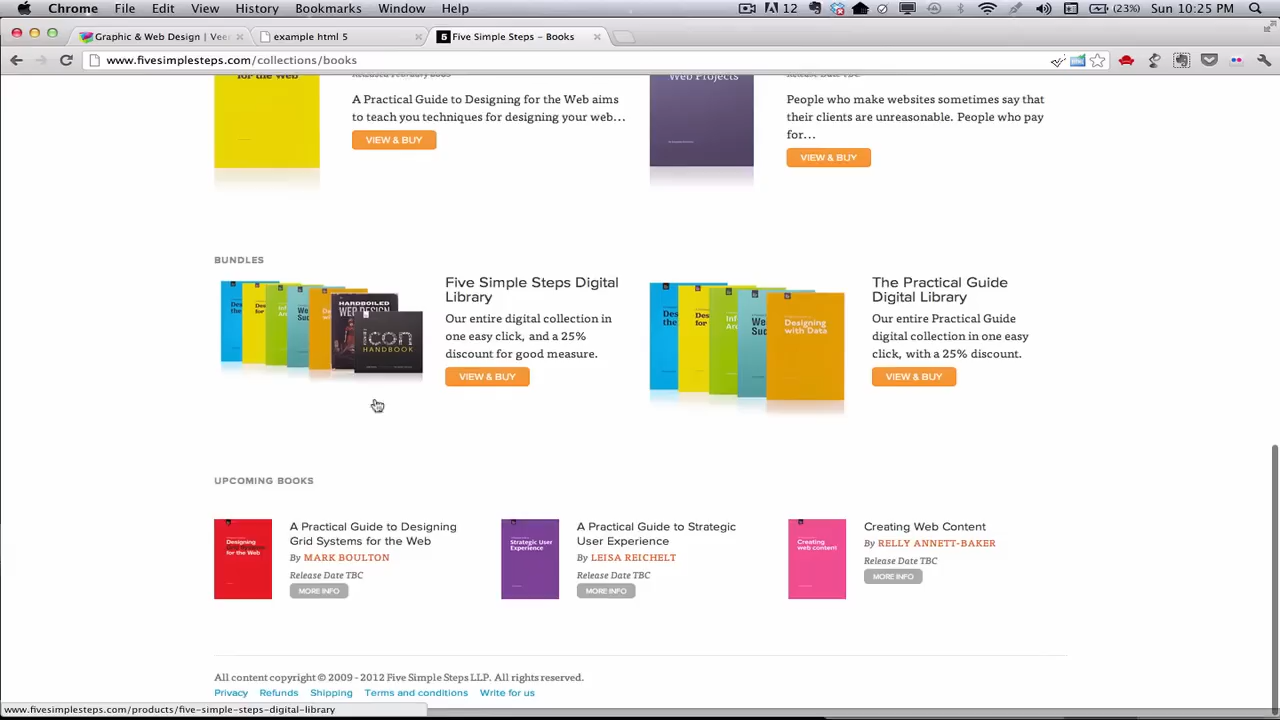 Chrome File Edit View History Bookmarks Window Help 12 (23%) Sun 10:25 PM
Graphic & Web Design | Vee example html 5 Five Simple Steps – Books
www.fivesimplesteps.com/collections/books
for the Web
Web Projects
Release Date TBC
A Practical Guide to Designing for the Web aims
to teach you techniques for designing your web...
VIEW & BUY
People who make websites sometimes say that
their clients are unreasonable. People who pay
for...
VIEW & BUY
BUNDLES
HARDBOILED
WEB DESIGN
icon
HANDBOOK
Five Simple Steps Digital
Library
Our entire digital collection in
one easy click, and a 25%
discount for good measure.
VIEW & BUY
Designing
with Data
The Practical Guide
Digital Library
Our entire Practical Guide
digital collection in one easy
click, with a 25% discount.
VIEW & BUY
UPCOMING BOOKS
Designing
for the Web
A Practical Guide to Designing
Grid Systems for the Web
By MARK BOULTON
Release Date TBC
MORE INFO
Strategic User
Experience
A Practical Guide to Strategic
User Experience
By LEISA REICHELT
Release Date TBC
MORE INFO
Creating
web content
Creating Web Content
By RELLY ANNETT-BAKER
Release Date TBC
MORE INFO
All content copyright © 2009 - 2012 Five Simple Steps LLP. All rights reserved.
Privacy Refunds Shipping Terms and conditions Write for us
www.fivesimplesteps.com/products/five-simple-steps-digital-library